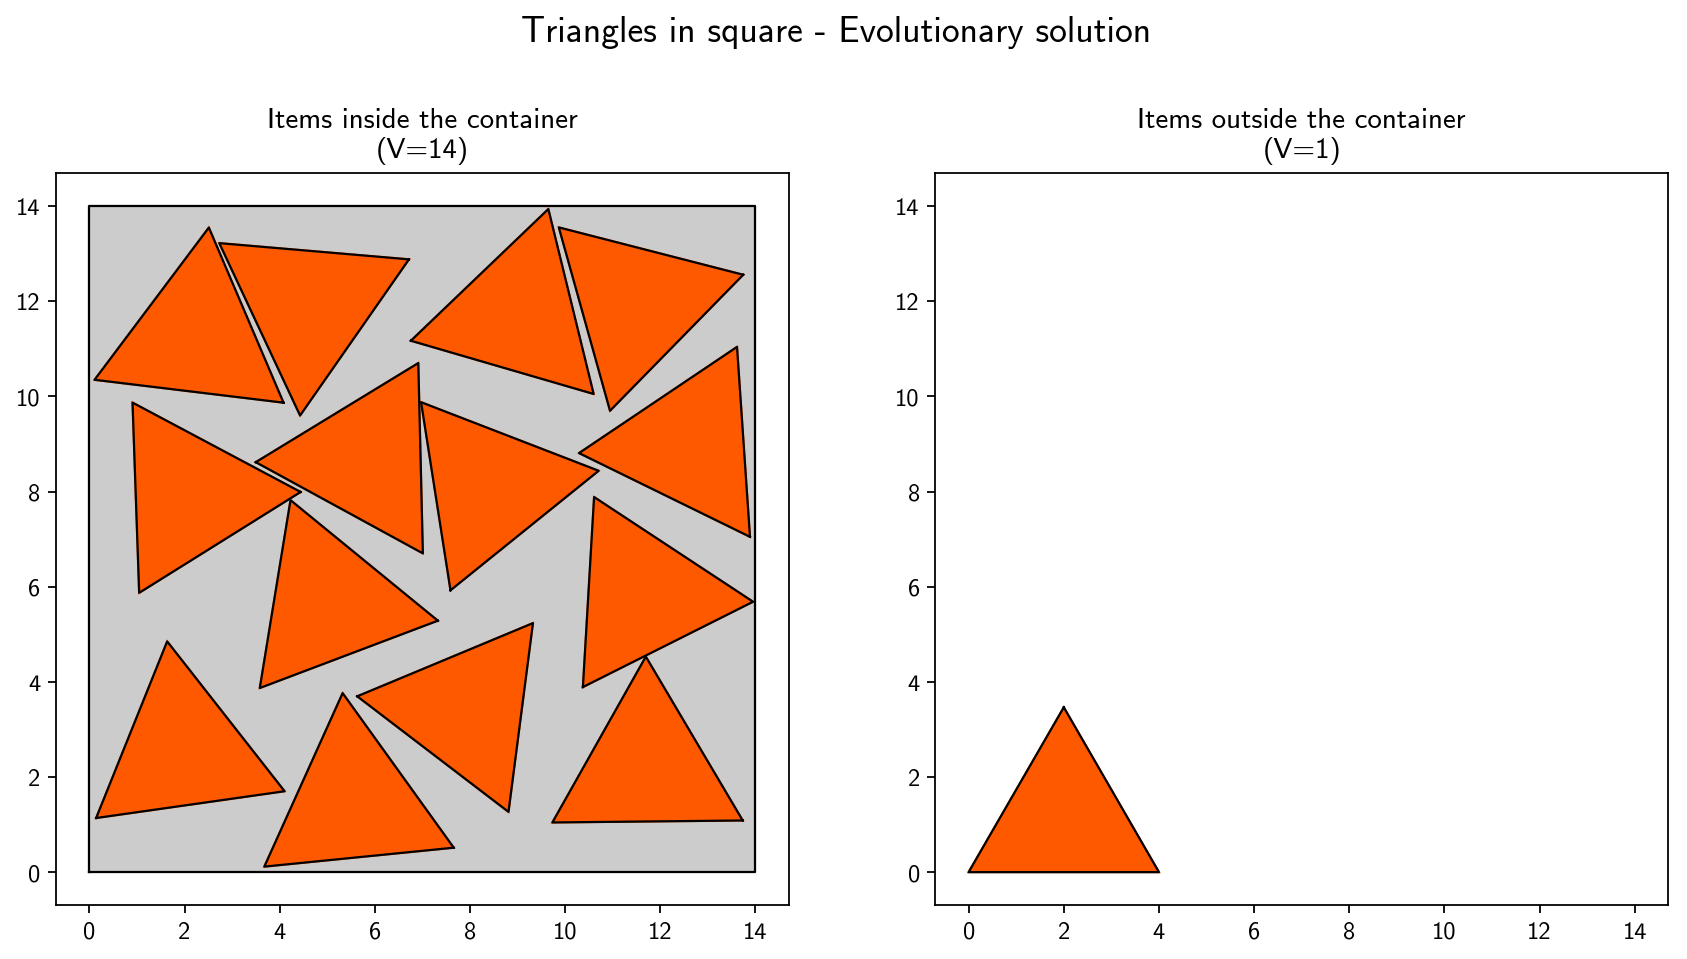 Triangles in square - Evolutionary solution
Items inside the container
(V=14)
14
12
10
8
6
4
2
0
0 2 4 6 8 10 12 14
Items outside the container
(V=1)
14
12
10
8
6
4
2
0
0 2 4 6 8 10 12 14